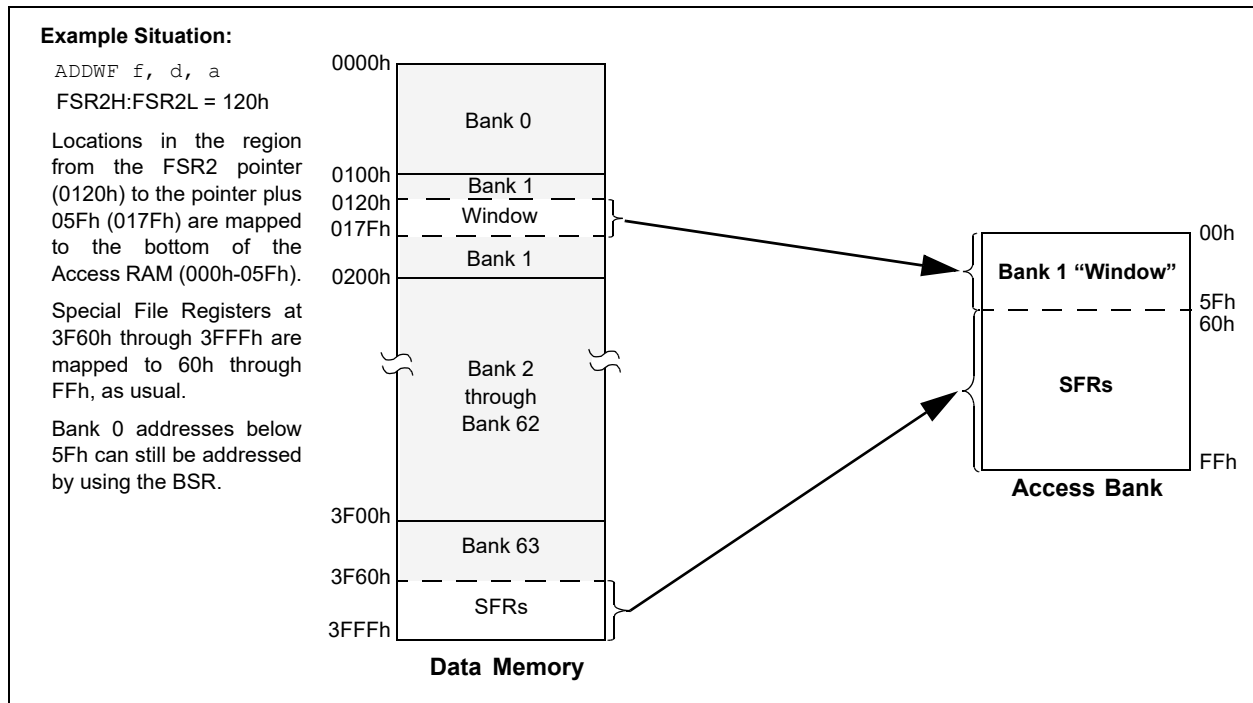 Example Situation:
ADDWF f, d, a
FSR2H:FSR2L = 120h
Locations in the region
from the FSR2 pointer
(0120h) to the pointer plus
05Fh (017Fh) are mapped
to the bottom of the
Access RAM (000h-05Fh).
Special File Registers at
3F60h through 3FFFh are
mapped to 60h through
FFh, as usual.
Bank 0 addresses below
5Fh can still be addressed
by using the BSR.
0000h
Bank 0
0100h
Bank 1
0120h
Window
017Fh
Bank 1
0200h
Bank 2
through
Bank 62
3F00h
Bank 63
3F60h
SFRs
3FFFh
Data Memory
00h
Bank 1 “Window”
5Fh
60h
SFRs
FFh
Access Bank